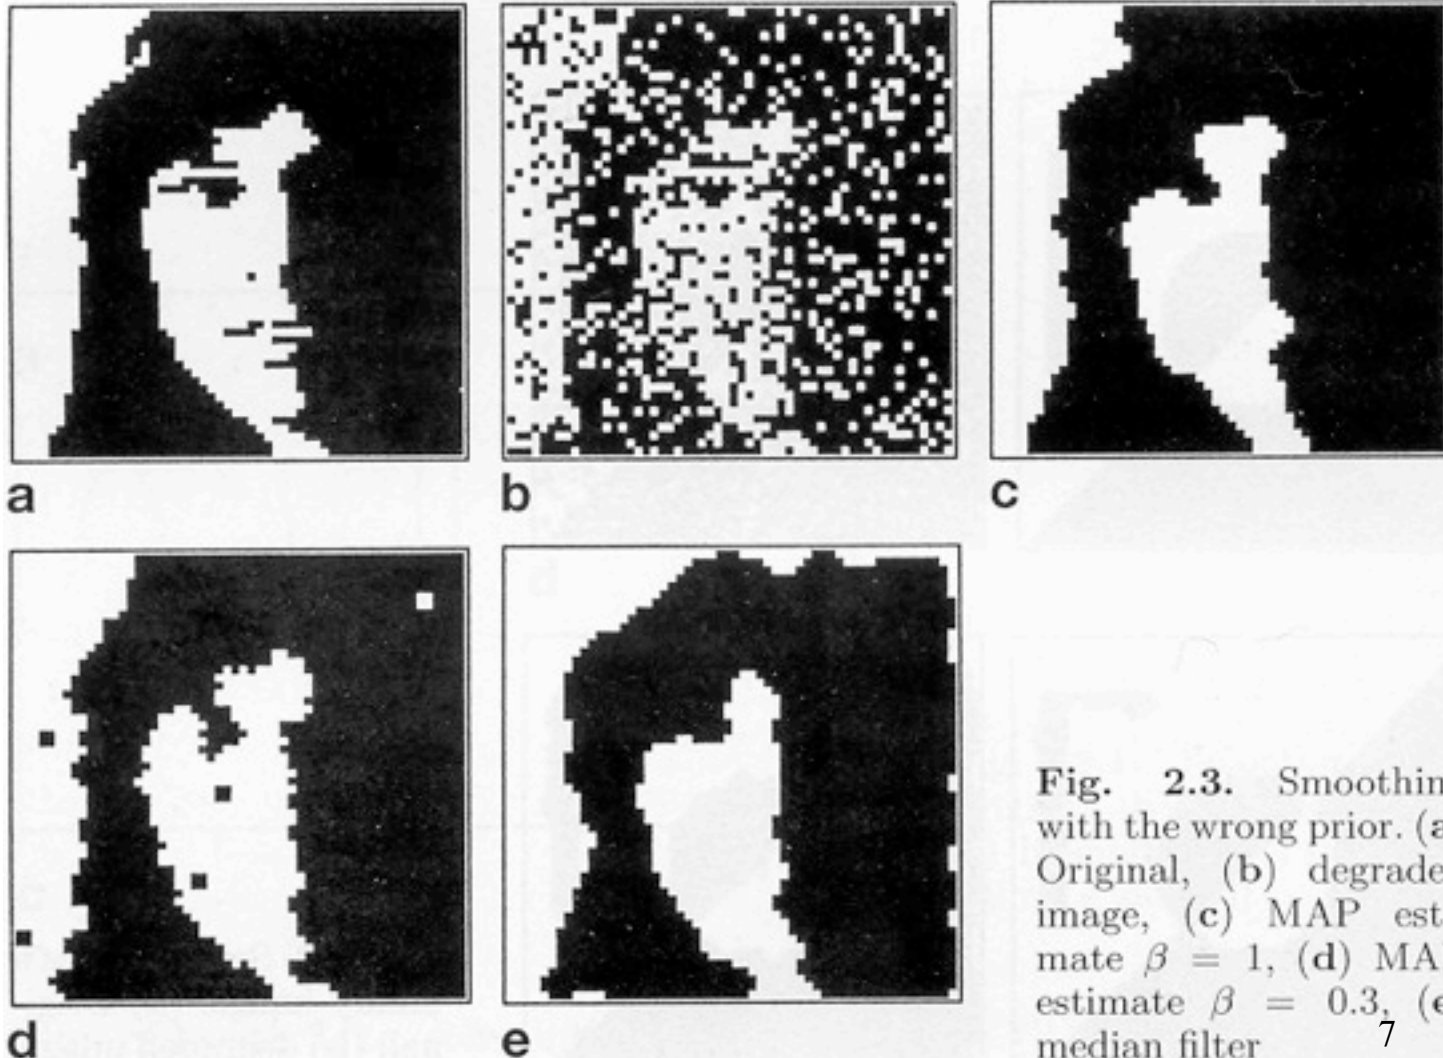 a
b
c
d
e
Fig. 2.3. Smoothin
with the wrong prior. (a
Original, (b) degrade
image, (c) MAP est
mate β = 1, (d) MA
estimate β = 0.3, (e
median filter
7